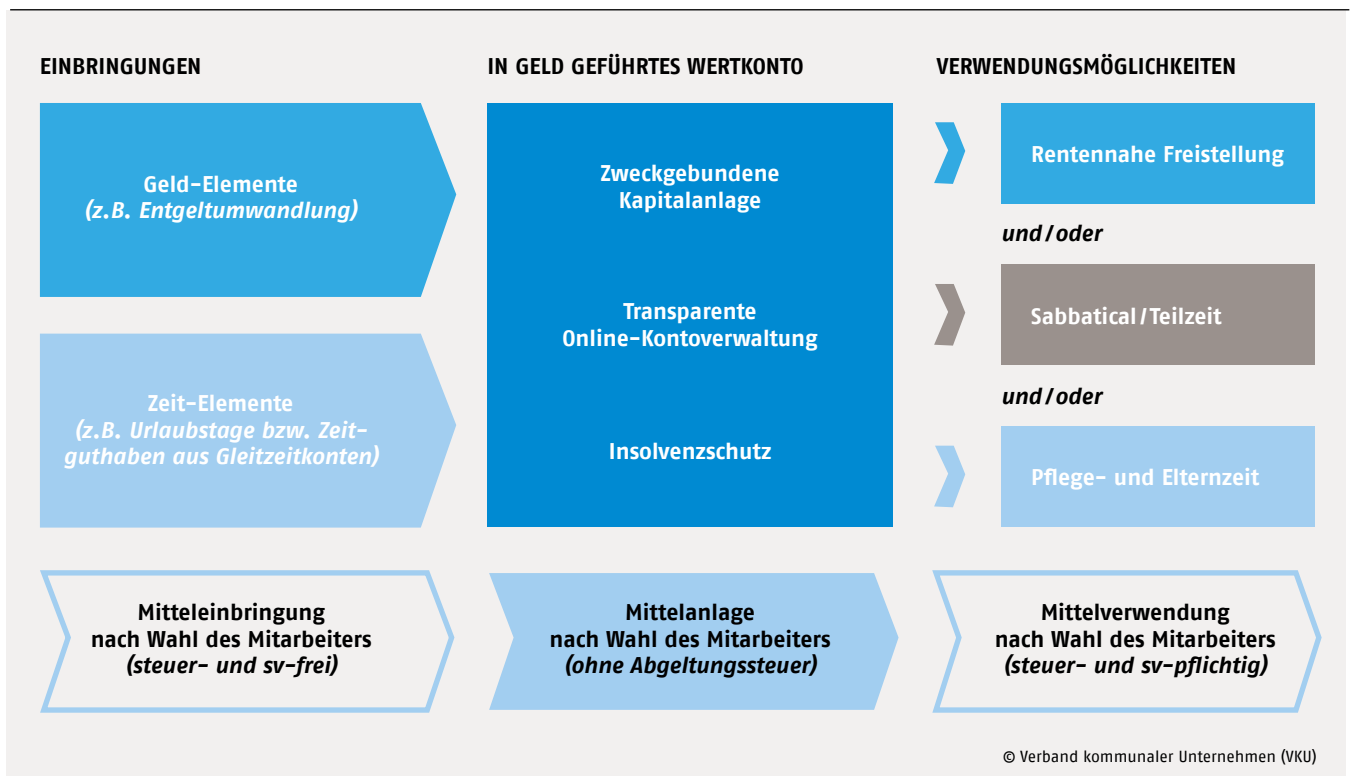 EINBRINGUNGEN
Geld-Elemente
(z.B. Entgeltumwandlung)
Zeit-Elemente
(z.B. Urlaubstage bzw. Zeit-
guthaben aus Gleitzeitkonten)
Mitteleinbringung
nach Wahl des Mitarbeiters
(steuer- und sv-frei)
IN GELD GEFÜHRTES WERTKONTO
Zweckgebundene
Kapitalanlage
Transparente
Online-Kontoverwaltung
Insolvenzschutz
Mittelanlage
nach Wahl des Mitarbeiters
(ohne Abgeltungssteuer)
VERWENDUNGSMÖGLICHKEITEN
Rentennahe Freistellung
und/oder
Sabbatical/Teilzeit
und/oder
Pflege- und Elternzeit
Mittelverwendung
nach Wahl des Mitarbeiters
(steuer- und sv-pflichtig)
© Verband kommunaler Unternehmen (VKU)